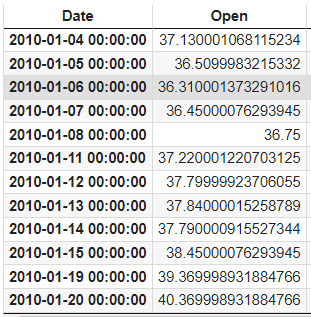 Date Open
2010-01-04 00:00:00 37.130001068115234
2010-01-05 00:00:00 36.5099983215332
2010-01-06 00:00:00 36.310001373291016
2010-01-07 00:00:00 36.45000076293945
2010-01-08 00:00:00 36.75
2010-01-11 00:00:00 37.220001220703125
2010-01-12 00:00:00 37.79999923706055
2010-01-13 00:00:00 37.84000015258789
2010-01-14 00:00:00 37.790000915527344
2010-01-15 00:00:00 38.45000076293945
2010-01-19 00:00:00 39.369998931884766
2010-01-20 00:00:00 40.369998931884766